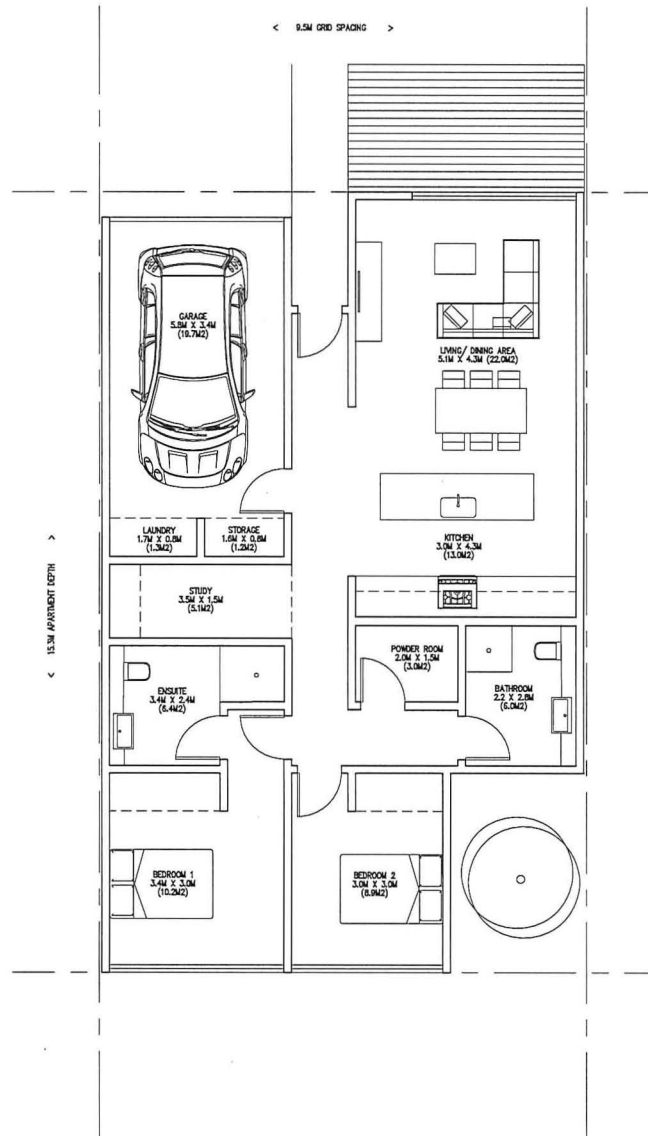 < 9.5M GRID SPACING >
GARAGE
5.8M X 3.4M
(19.7M2)
LIVING/ DINING AREA
5.1M X 4.3M (22.0M2)
LAUNDRY
1.7M X 0.8M
(1.3M2)
STORAGE
1.6M X 0.8M
(1.2M2)
KITCHEN
3.0M X 4.3M
(13.0M2)
< 15.3M APARTMENT DEPTH >
STUDY
3.5M X 1.5M
(5.1M2)
POWDER ROOM
2.0M X 1.5M
(3.0M2)
ENSUITE
3.4M X 2.4M
(6.4M2)
BATHROOM
2.2 X 2.8M
(6.0M2)
BEDROOM 1
3.4M X 3.0M
(10.2M2)
BEDROOM 2
3.0M X 3.0M
(8.9M2)